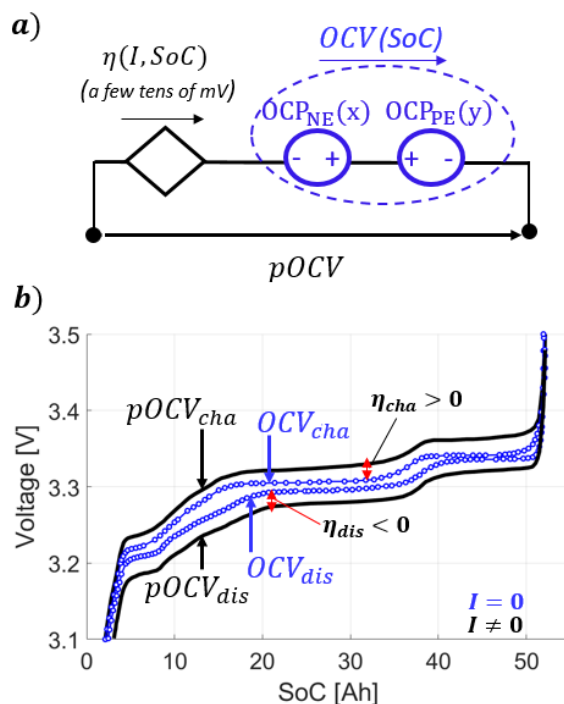 a)
η(I, SoC)
(a few tens of mV)
OCV(SoC)
OCP_NE(x)
OCP_PE(y)
- +
+ -
pOCV
b)
3.5
3.4
3.3
3.2
3.1
Voltage [V]
pOCV_cha
OCV_cha
η_cha > 0
η_dis < 0
pOCV_dis
OCV_dis
I = 0
I ≠ 0
0 10 20 30 40 50
SoC [Ah]